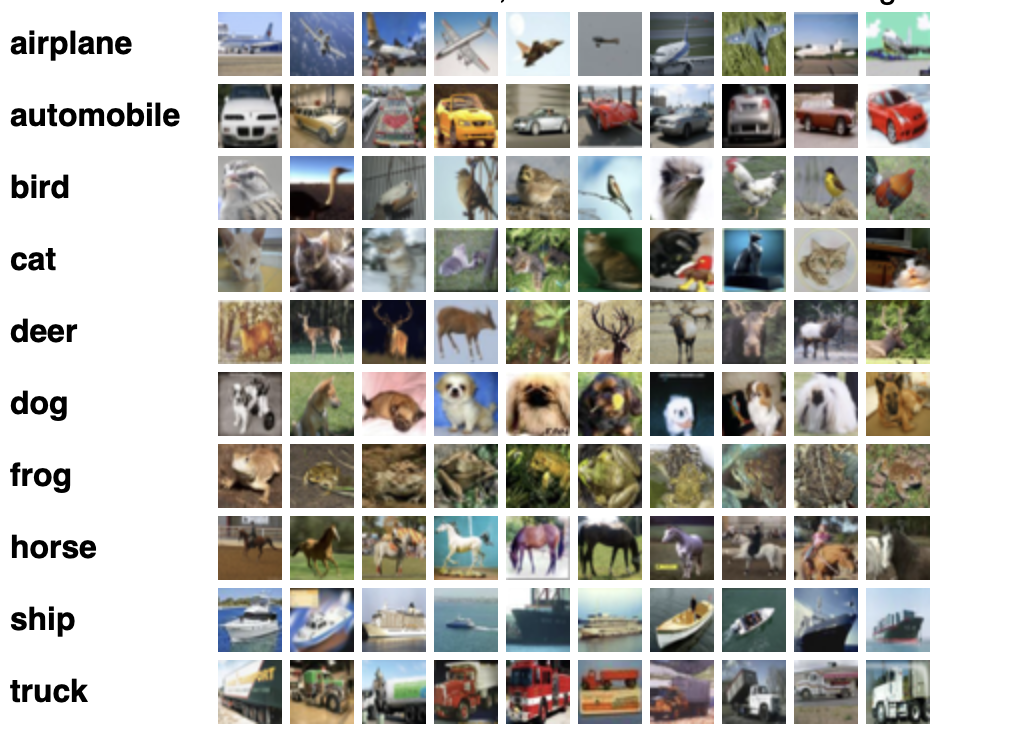 airplane
automobile
bird
cat
deer
dog
frog
horse
ship
truck